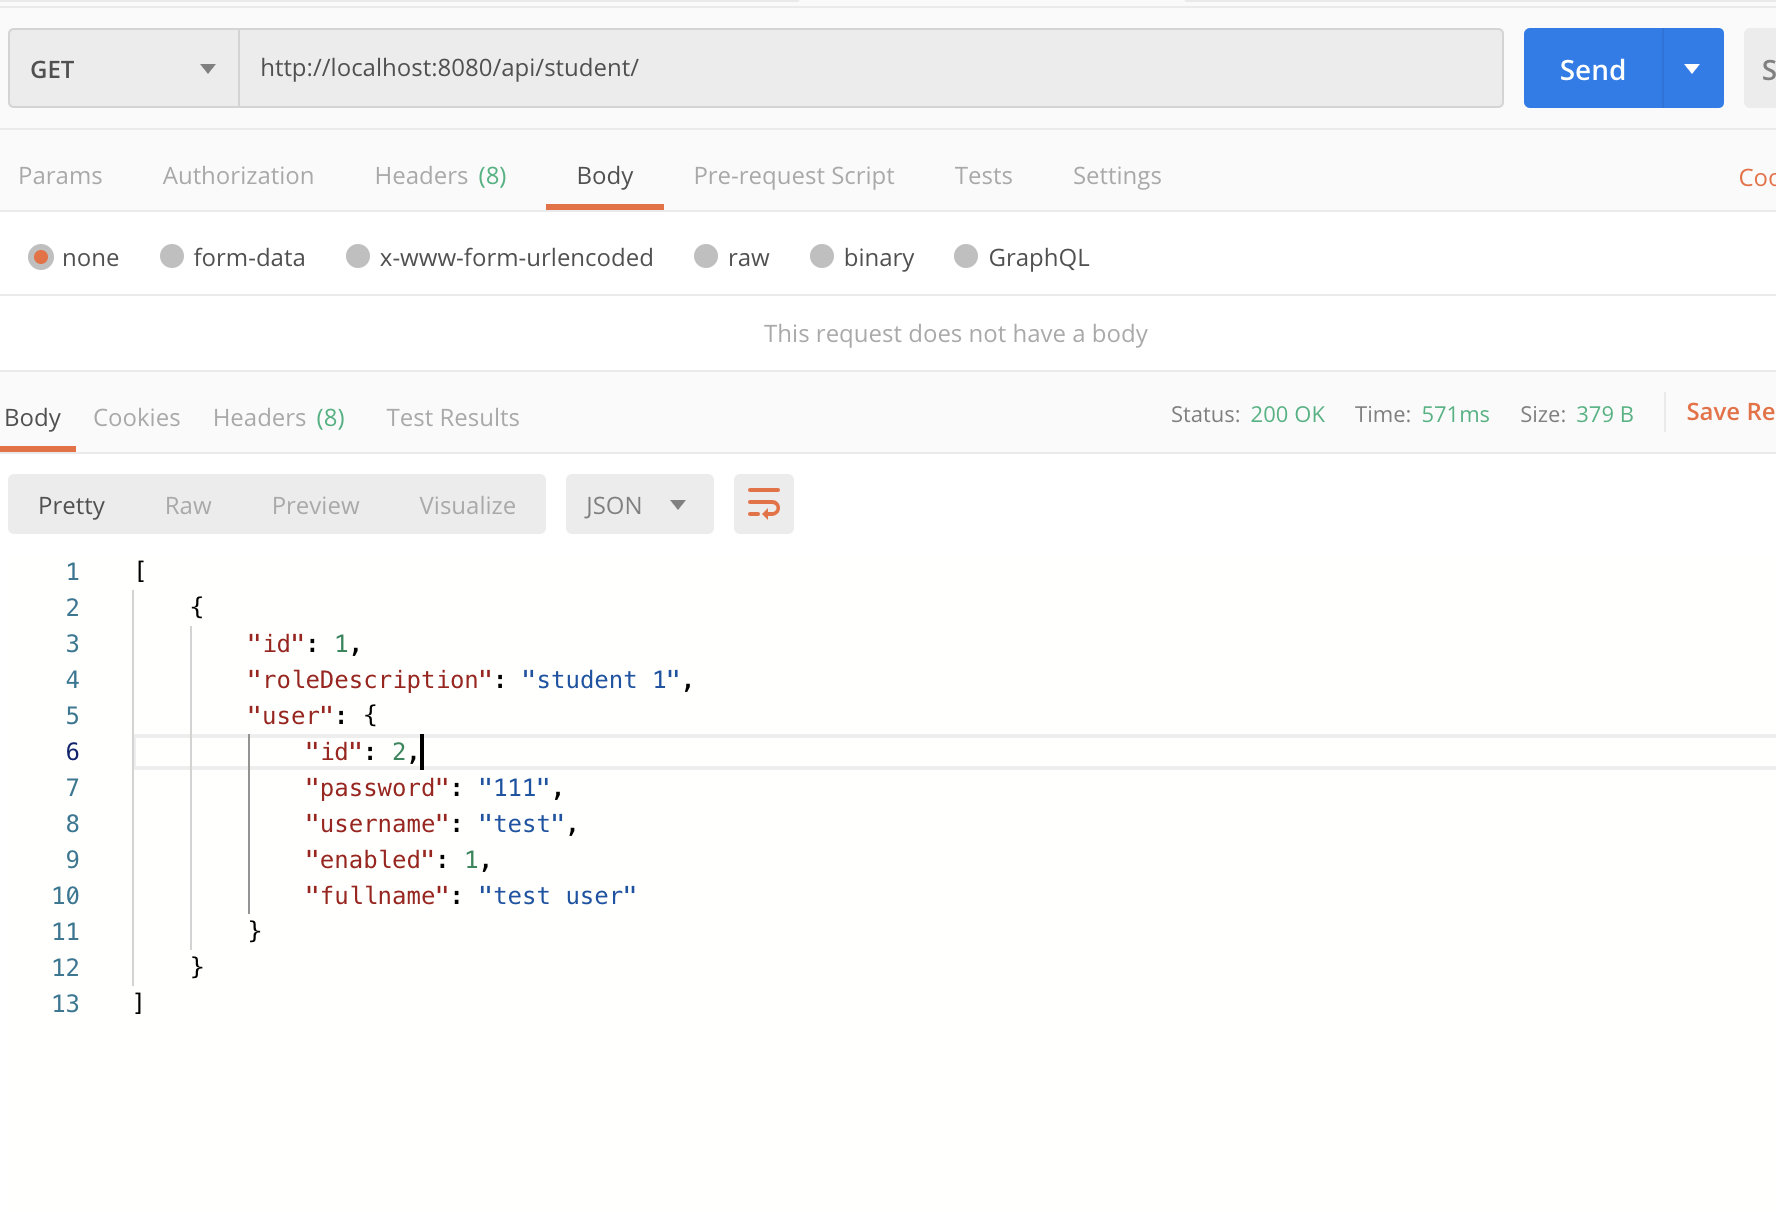 GET http://localhost:8080/api/student/ Send S
Params Authorization Headers (8) Body Pre-request Script Tests Settings Coo
none form-data x-www-form-urlencoded raw binary GraphQL
This request does not have a body
Body Cookies Headers (8) Test Results Status: 200 OK Time: 571ms Size: 379 B Save Re
Pretty Raw Preview Visualize JSON
1 [
2 {
3 "id": 1,
4 "roleDescription": "student 1",
5 "user": {
6 "id": 2,
7 "password": "111",
8 "username": "test",
9 "enabled": 1,
10 "fullname": "test user"
11 }
12 }
13 ]